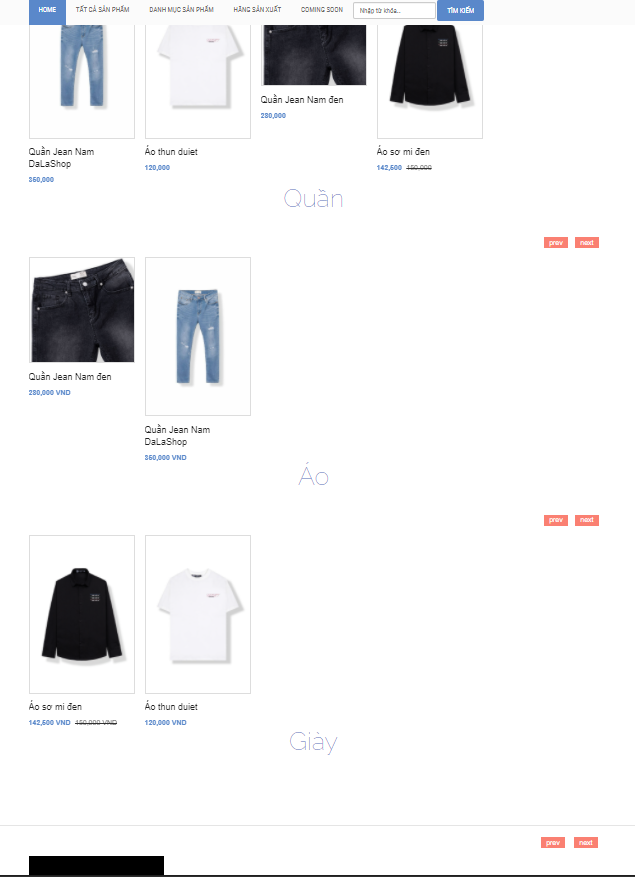 HOME TẤT CẢ SẢN PHẨM DANH MỤC SẢN PHẨM HÃNG SẢN XUẤT COMING SOON Nhập từ khóa.. TÌM KIẾM
Quần Jean Nam
DaLaShop
350,000
Áo thun duiet
120,000
Quần Jean Nam đen
280,000
Áo sơ mi đen
142,500 150,000
Quần
prev next
Quần Jean Nam đen
280,000 VND
Quần Jean Nam
DaLaShop
350,000 VND
Áo
prev next
Áo sơ mi đen
142,500 VND 150,000 VND
Áo thun duiet
120,000 VND
Giày
prev next